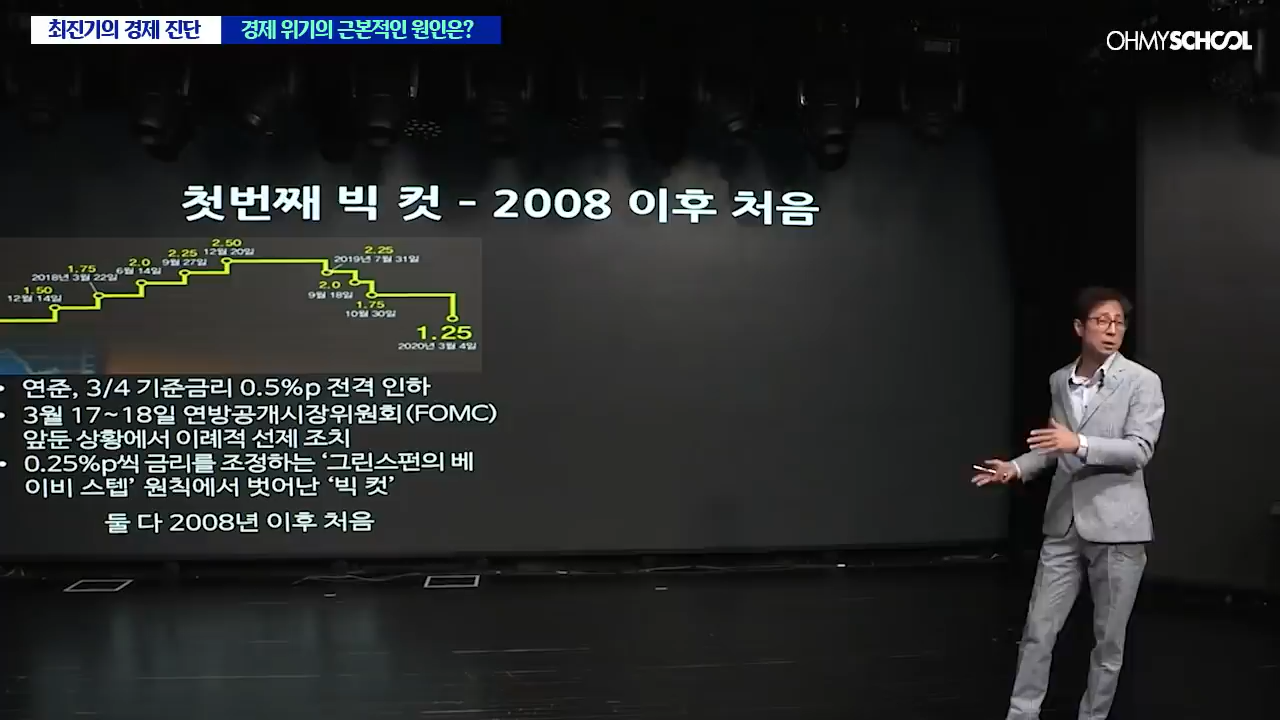 최진기의 경제 진단
경제 위기의 근본적인 원인은?
OHMYSCHOOL
첫번째 빅 컷 - 2008 이후 처음
1.50
12월 14일
1.75
2018년 3월 22일
2.0
6월 14일
2.25
9월 27일
2.50
12월 20일
2.25
2019년 7월 31일
2.0
9월 18일
1.75
10월 30일
1.25
2020년 3월 4일
• 연준, 3/4 기준금리 0.5%p 전격 인하
• 3월 17~18일 연방공개시장위원회(FOMC)
앞둔 상황에서 이례적 선제 조치
• 0.25%p씩 금리를 조정하는 ‘그린스펀의 베
이비 스텝’ 원칙에서 벗어난 ‘빅 컷’
둘 다 2008년 이후 처음